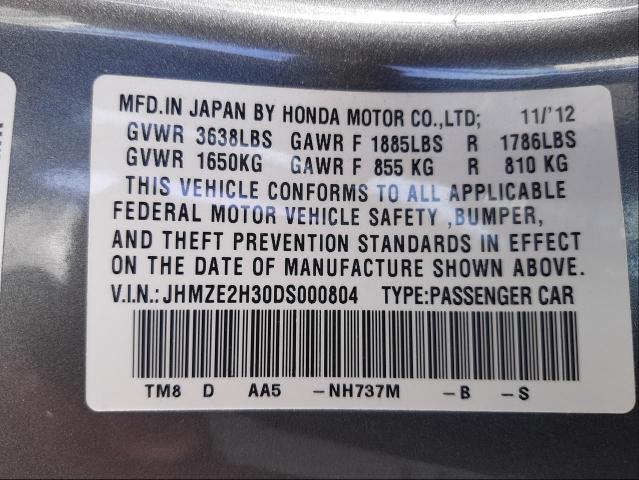 MFD.IN JAPAN BY HONDA MOTOR CO.,LTD; 11/'12
GVWR 3638LBS GAWR F 1885LBS R 1786LBS
GVWR 1650KG GAWR F 855 KG R 810 KG
THIS VEHICLE CONFORMS TO ALL APPLICABLE
FEDERAL MOTOR VEHICLE SAFETY ,BUMPER,
AND THEFT PREVENTION STANDARDS IN EFFECT
ON THE DATE OF MANUFACTURE SHOWN ABOVE.
V.I.N.:JHMZE2H30DS000804 TYPE:PASSENGER CAR
TM8 D AA5 -NH737M -B -S